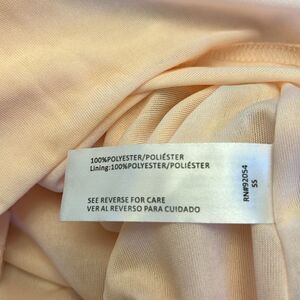 100%POLYESTER/POLIÉSTER
Lining:100%POLYESTER/POLIÉSTER
SEE REVERSE FOR CARE
VER AL REVERSO PARA CUIDADO
RN#92054
SS